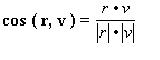 cos ( r, v ) = r • v / |r| • |v|